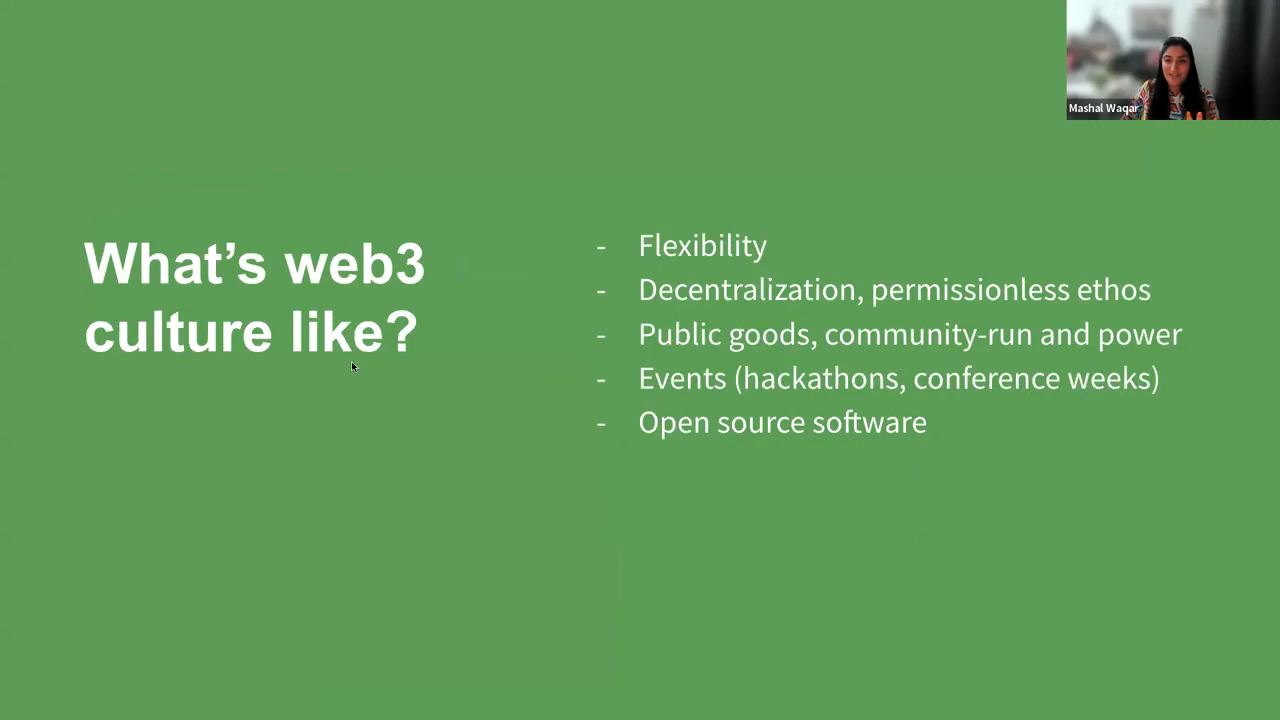 Mashal Waqar
What’s web3
culture like?
- Flexibility
- Decentralization, permissionless ethos
- Public goods, community-run and power
- Events (hackathons, conference weeks)
- Open source software